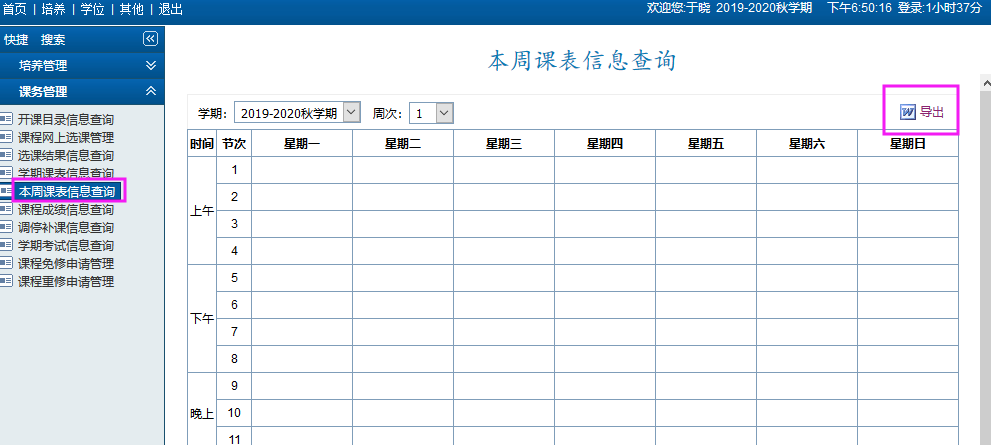 首页 | 培养 | 学位 | 其他 | 退出
欢迎您:于晓 2019-2020秋学期 下午6:50:16 登录:1小时37分
快捷 搜索
培养管理
课务管理
开课目录信息查询
课程网上选课管理
选课结果信息查询
学期课表信息查询
本周课表信息查询
课程成绩信息查询
调停补课信息查询
学期考试信息查询
课程免修申请管理
课程重修申请管理
本周课表信息查询
学期: 2019-2020秋学期 周次: 1 导出
时间 节次 星期一 星期二 星期三 星期四 星期五 星期六 星期日
上午
1
2
3
4
下午
5
6
7
8
晚上
9
10
11